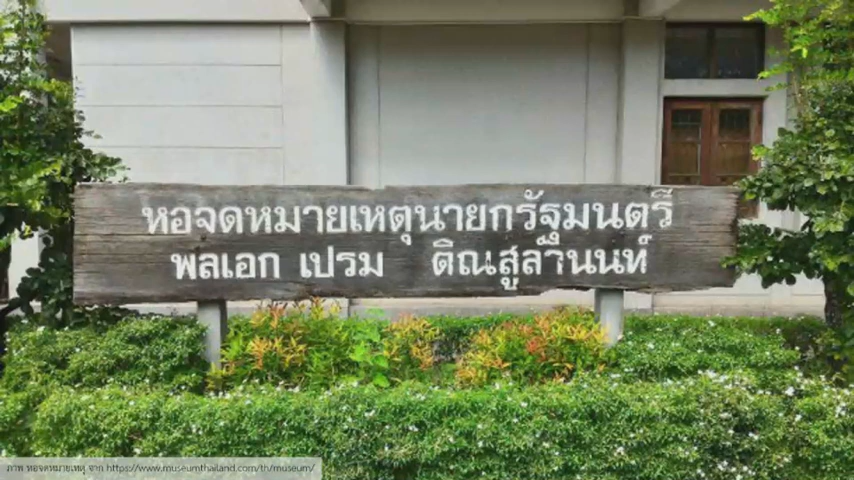 หอจดหมายเหตุนายกรัฐมนตรี
พลเอก เปรม ติณสูลานนท์
ภาพ หอจดหมายเหตุ จาก https://www.museumthailand.com/th/museum/